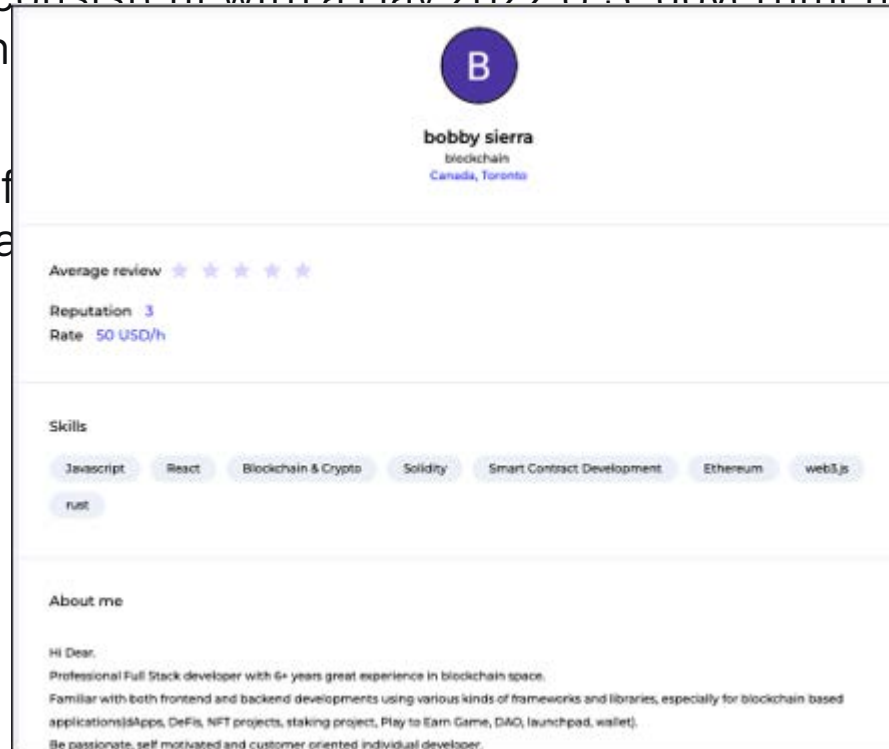 B
bobby sierra
blockchain
Canada, Toronto
Average review
Reputation 3
Rate 50 USD/h
Skills
Javascript React Blockchain & Crypto Solidity Smart Contract Development Ethereum web3.js
rust
About me
Hi Dear.
Professional Full Stack developer with 6+ years great experience in blockchain space.
Familiar with both frontend and backend developments using various kinds of frameworks and libraries, especially for blockchain based
applications(dApps, DeFis, NFT projects, staking project, Play to Earn Game, DAO, launchpad, wallet).
Be passionate, self motivated and customer oriented individual developer.